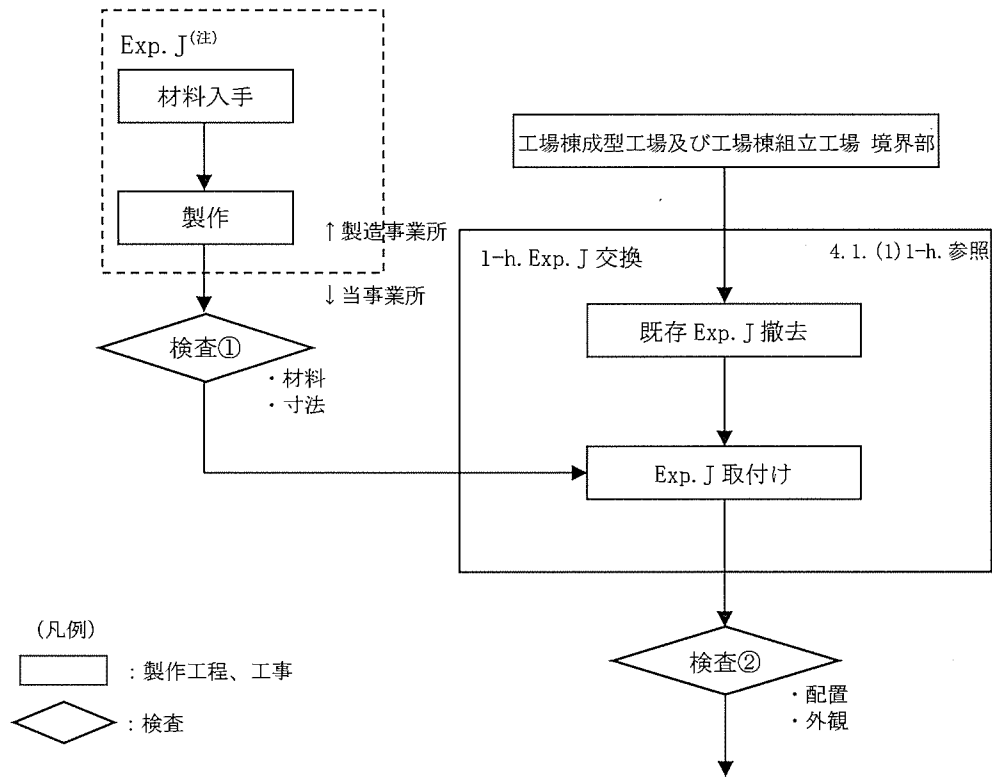 Exp.J(注)
材料入手
製作
↑製造事業所
↓当事業所
検査①
・材料
・寸法
工場棟成型工場及び工場棟組立工場 境界部
1-h.Exp.J 交換
4.1.(1)1-h.参照
既存 Exp.J 撤去
Exp.J 取付け
検査②
・配置
・外観
(凡例)
：製作工程、工事
：検査